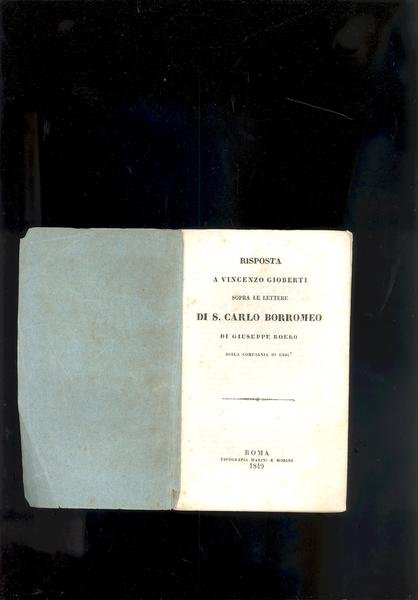 RISPOSTA
A VINCENZO GIOBERTI
SOPRA LE LETTERE
DI S. CARLO BORROMEO
DI GIUSEPPE BOERO
DELLA COMPAGNIA DI GESU'
ROMA
TIPOGRAFIA MARINI E MORINI
1849